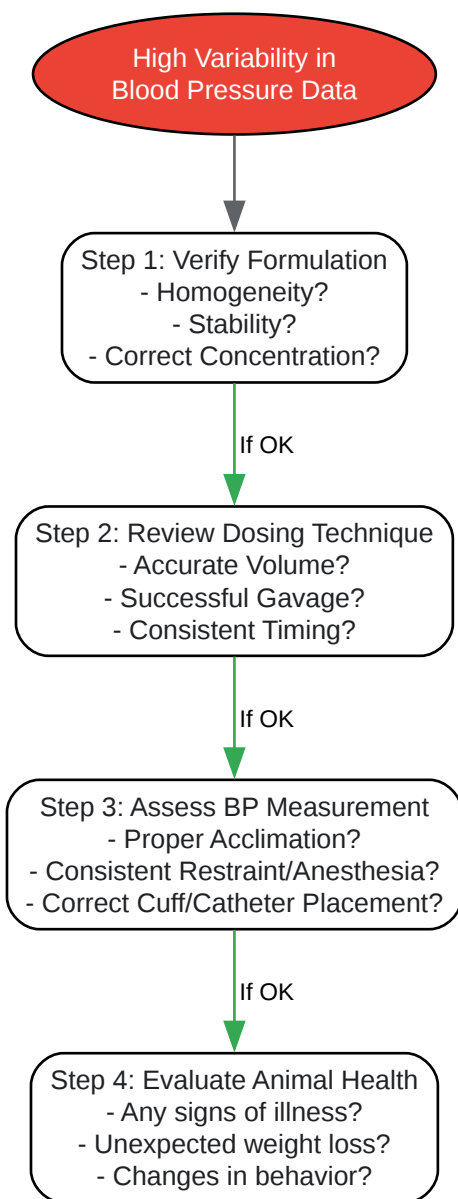 High Variability in
Blood Pressure Data
Step 1: Verify Formulation
- Homogeneity?
- Stability?
- Correct Concentration?
If OK
Step 2: Review Dosing Technique
- Accurate Volume?
- Successful Gavage?
- Consistent Timing?
If OK
Step 3: Assess BP Measurement
- Proper Acclimation?
- Consistent Restraint/Anesthesia?
- Correct Cuff/Catheter Placement?
If OK
Step 4: Evaluate Animal Health
- Any signs of illness?
- Unexpected weight loss?
- Changes in behavior?